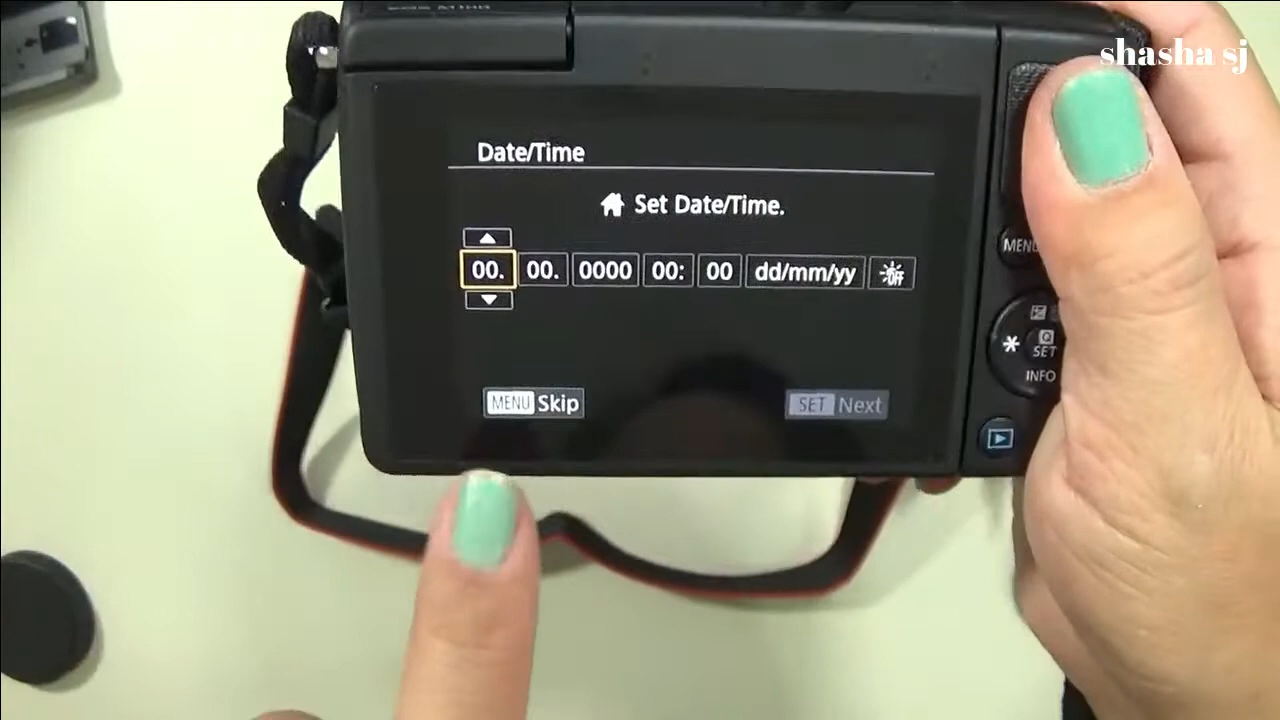 shasha sj
Date/Time
Set Date/Time.
00. 00. 0000 00: 00 dd/mm/yy OFF
MENU Skip SET Next
MENU
Q
SET
INFO